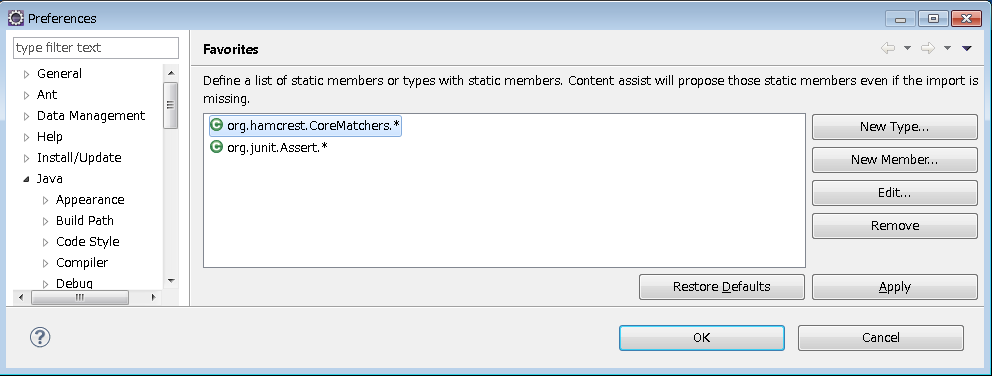 Preferences
type filter text
General
Ant
Data Management
Help
Install/Update
Java
Appearance
Build Path
Code Style
Compiler
Debug
Favorites
Define a list of static members or types with static members. Content assist will propose those static members even if the import is
missing.
org.hamcrest.CoreMatchers.*
org.junit.Assert.*
New Type...
New Member...
Edit...
Remove
Restore Defaults
Apply
OK
Cancel